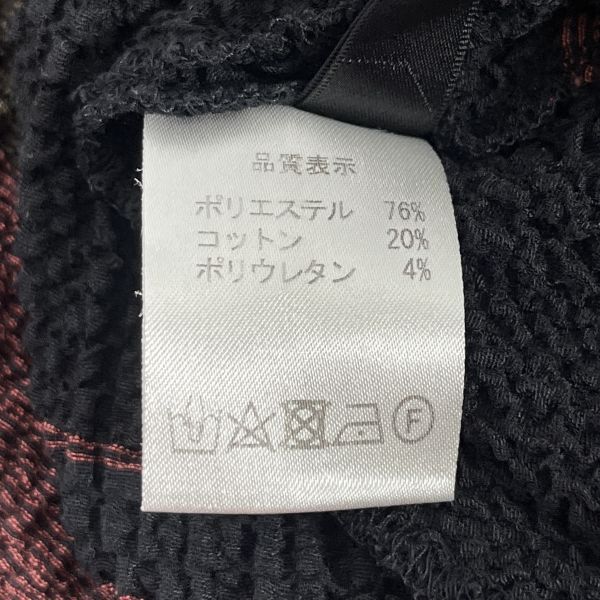 品質表示
ポリエステル 76%
コットン 20%
ポリウレタン 4%
F